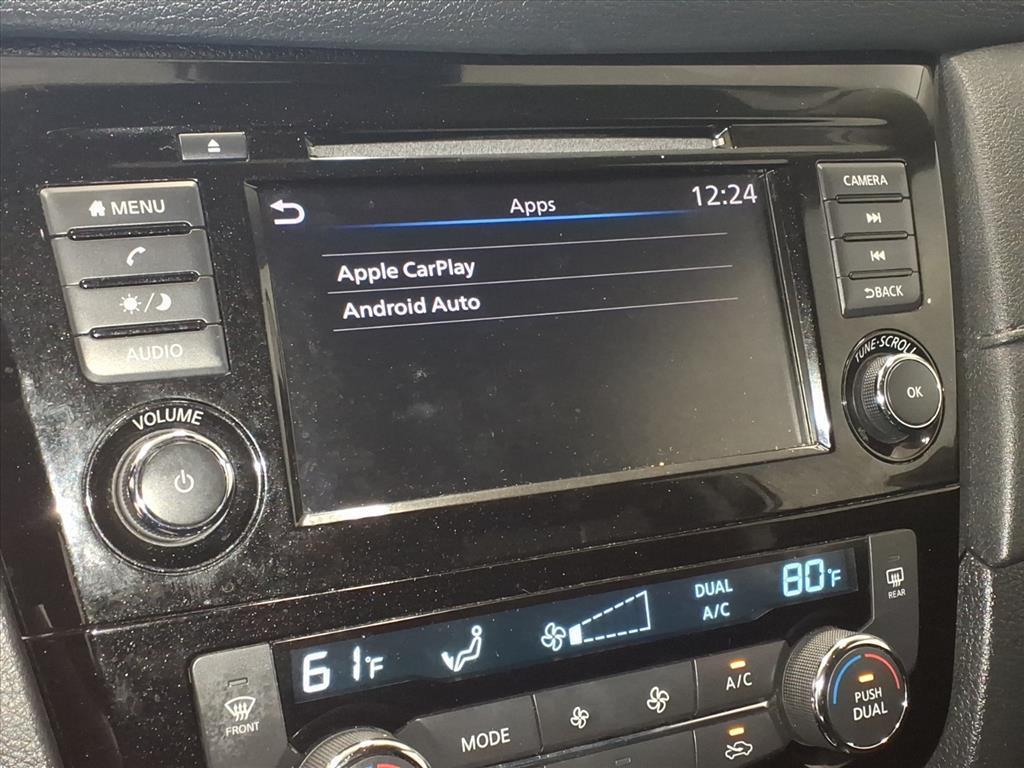 MENU
AUDIO
VOLUME
Apps
12:24
Apple CarPlay
Android Auto
CAMERA
BACK
TUNE·SCROLL
OK
61°F
DUAL
A/C
80°F
REAR
FRONT
MODE
A/C
PUSH
DUAL